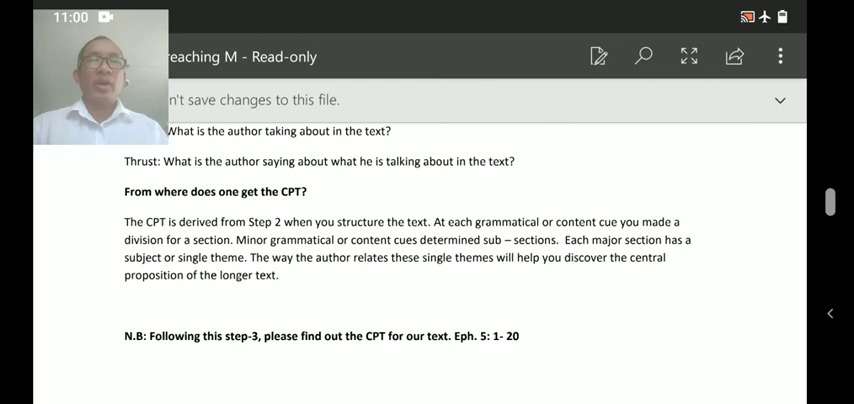 11:00
reaching M - Read-only
n't save changes to this file.
What is the author taking about in the text?
Thrust: What is the author saying about what he is talking about in the text?
From where does one get the CPT?
The CPT is derived from Step 2 when you structure the text. At each grammatical or content cue you made a
division for a section. Minor grammatical or content cues determined sub – sections.  Each major section has a
subject or single theme. The way the author relates these single themes will help you discover the central
proposition of the longer text.
N.B: Following this step-3, please find out the CPT for our text. Eph. 5: 1- 20